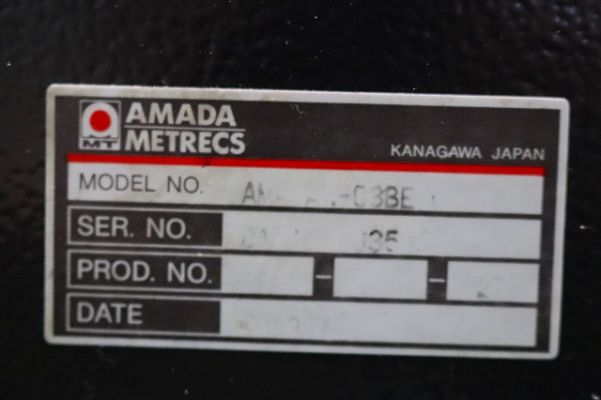 MT AMADA
METRECS
KANAGAWA JAPAN
MODEL NO.
SER. NO.
PROD. NO. - -
DATE